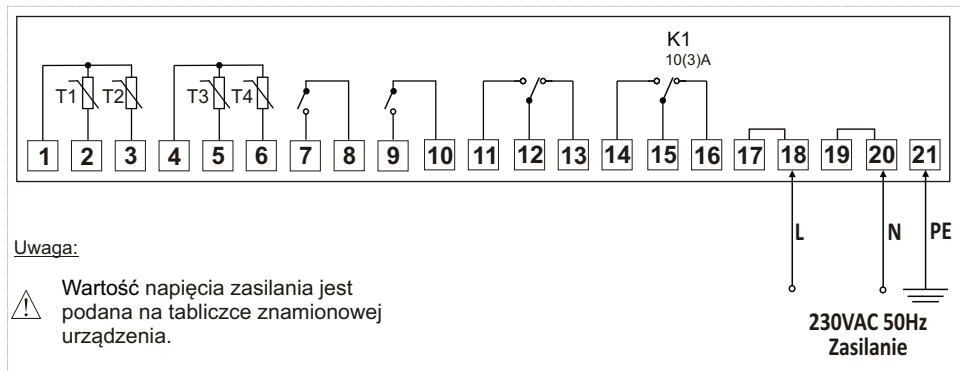 K1
10(3)A
T1 T2 T3 T4
1 2 3 4 5 6 7 8 9 10 11 12 13 14 15 16 17 18 19 20 21
L N PE
Uwaga:
Wartość napięcia zasilania jest
podana na tabliczce znamionowej
urządzenia.
230VAC 50Hz
Zasilanie